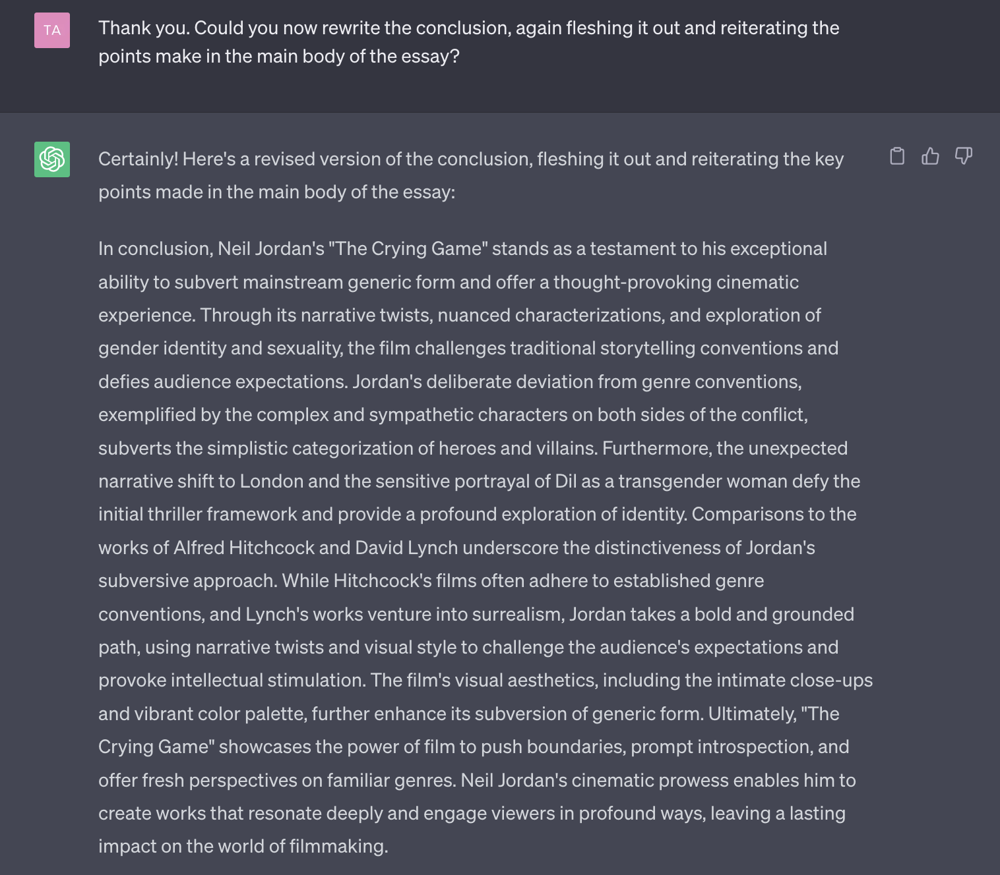 TA
Thank you. Could you now rewrite the conclusion, again fleshing it out and reiterating the
points make in the main body of the essay?
Certainly! Here's a revised version of the conclusion, fleshing it out and reiterating the key
points made in the main body of the essay:
In conclusion, Neil Jordan's "The Crying Game" stands as a testament to his exceptional
ability to subvert mainstream generic form and offer a thought-provoking cinematic
experience. Through its narrative twists, nuanced characterizations, and exploration of
gender identity and sexuality, the film challenges traditional storytelling conventions and
defies audience expectations. Jordan's deliberate deviation from genre conventions,
exemplified by the complex and sympathetic characters on both sides of the conflict,
subverts the simplistic categorization of heroes and villains. Furthermore, the unexpected
narrative shift to London and the sensitive portrayal of Dil as a transgender woman defy the
initial thriller framework and provide a profound exploration of identity. Comparisons to the
works of Alfred Hitchcock and David Lynch underscore the distinctiveness of Jordan's
subversive approach. While Hitchcock's films often adhere to established genre
conventions, and Lynch's works venture into surrealism, Jordan takes a bold and grounded
path, using narrative twists and visual style to challenge the audience's expectations and
provoke intellectual stimulation. The film's visual aesthetics, including the intimate close-ups
and vibrant color palette, further enhance its subversion of generic form. Ultimately, "The
Crying Game" showcases the power of film to push boundaries, prompt introspection, and
offer fresh perspectives on familiar genres. Neil Jordan's cinematic prowess enables him to
create works that resonate deeply and engage viewers in profound ways, leaving a lasting
impact on the world of filmmaking.